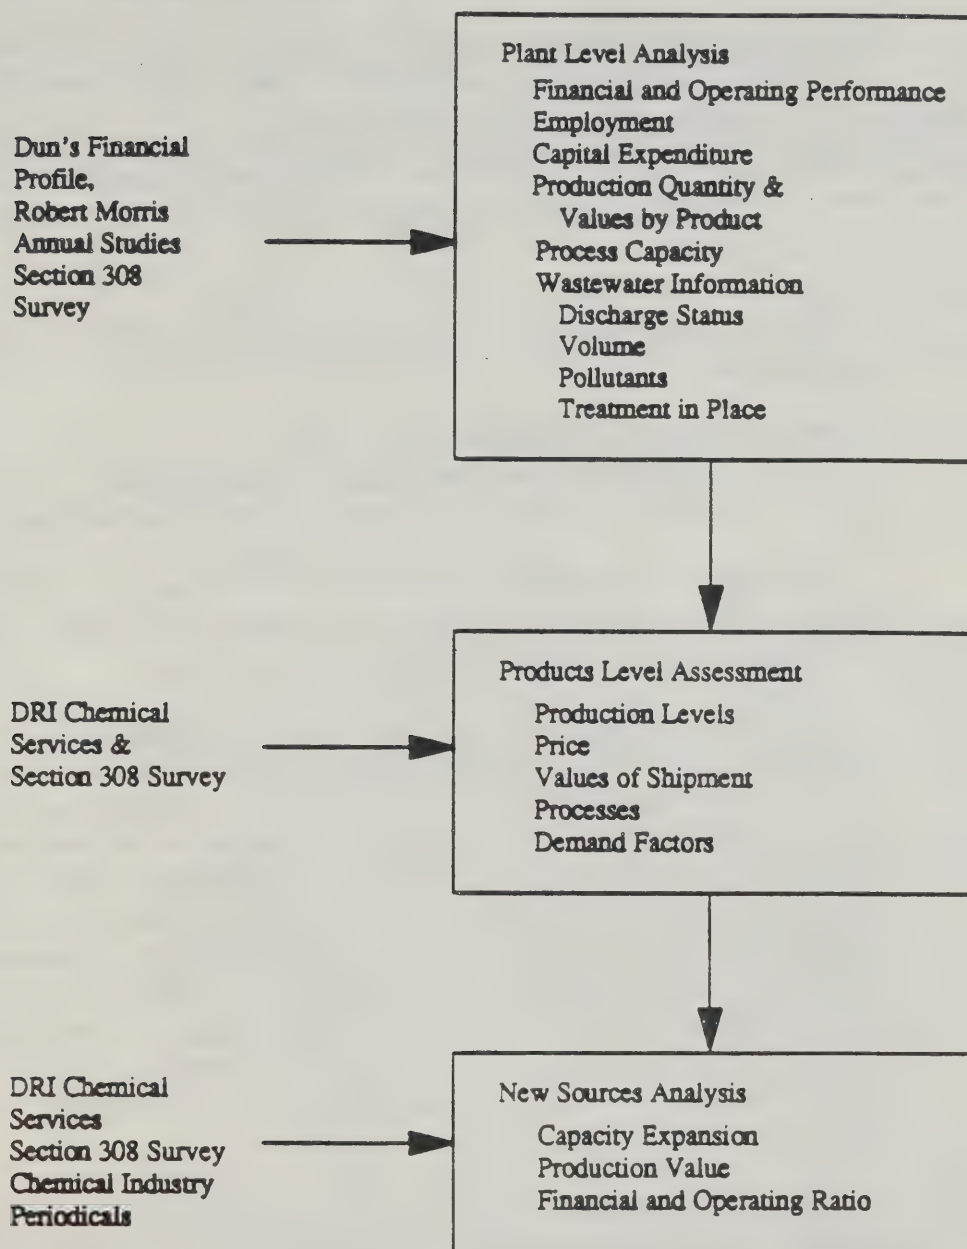 Dun's Financial
Profile,
Robert Morris
Annual Studies
Section 308
Survey
Plant Level Analysis
Financial and Operating Performance
Employment
Capital Expenditure
Production Quantity &
Values by Product
Process Capacity
Wastewater Information
Discharge Status
Volume
Pollutants
Treatment in Place
DRI Chemical
Services &
Section 308 Survey
Products Level Assessment
Production Levels
Price
Values of Shipment
Processes
Demand Factors
DRI Chemical
Services
Section 308 Survey
Chemical Industry
Periodicals
New Sources Analysis
Capacity Expansion
Production Value
Financial and Operating Ratio